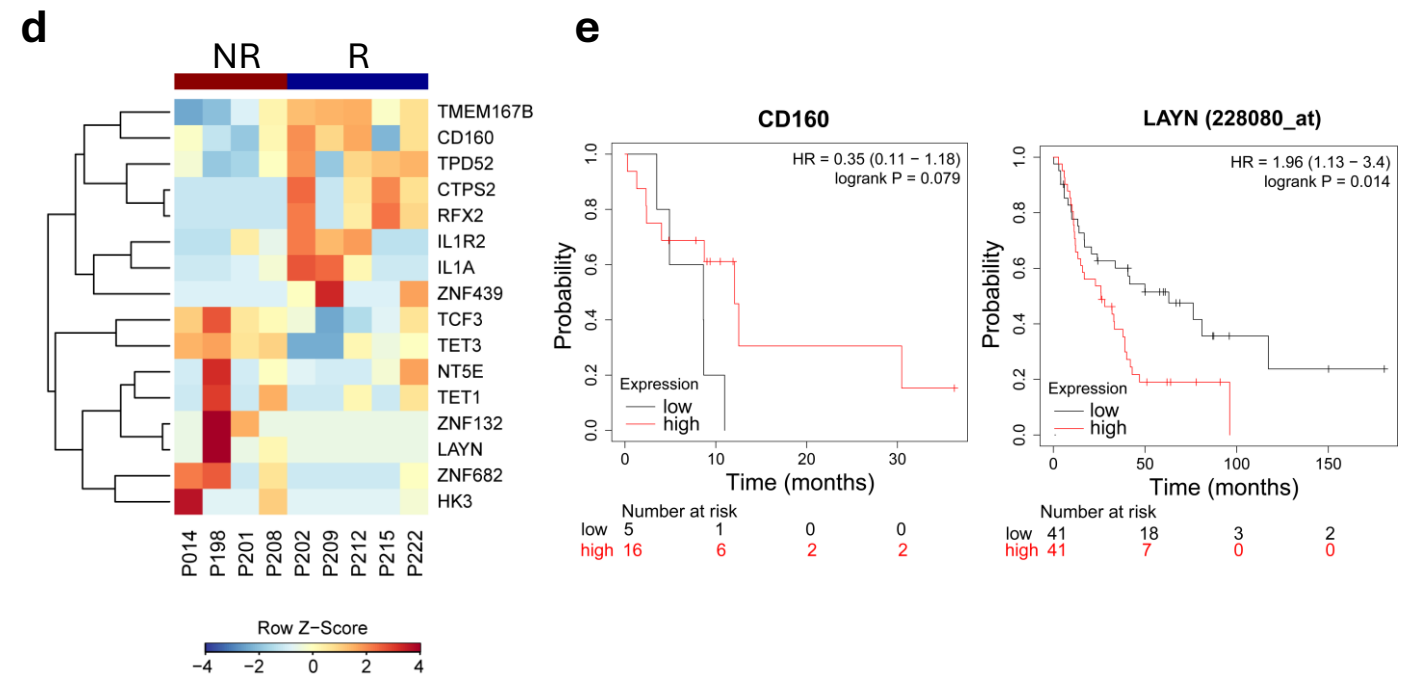 d
NR R
TMEM167B
CD160
TPD52
CTPS2
RFX2
IL1R2
IL1A
ZNF439
TCF3
TET3
NT5E
TET1
ZNF132
LAYN
ZNF682
HK3
P014 P198 P201 P208 P202 P209 P212 P215 P222
Row Z−Score
−4 −2 0 2 4
e
CD160
HR = 0.35 (0.11 − 1.18)
logrank P = 0.079
Probability
1.0
0.8
0.6
0.4
0.2
0.0
Expression
low
high
0 10 20 30
Time (months)
Number at risk
low 5 1 0 0
high 16 6 2 2
LAYN (228080_at)
HR = 1.96 (1.13 − 3.4)
logrank P = 0.014
Probability
1.0
0.8
0.6
0.4
0.2
0.0
Expression
low
high
0 50 100 150
Time (months)
Number at risk
low 41 18 3 2
high 41 7 0 0